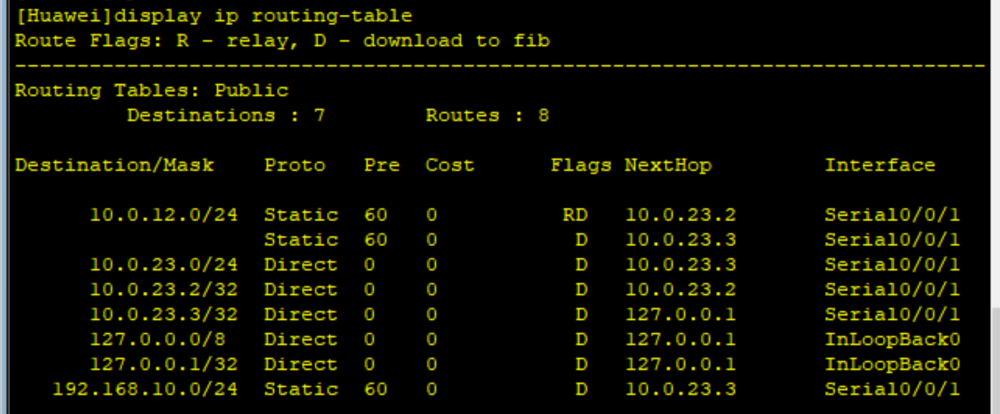 [Huawei]display ip routing-table
Route Flags: R - relay, D - download to fib
------------------------------------------------------------------------------
Routing Tables: Public
         Destinations : 7        Routes : 8

Destination/Mask    Proto   Pre  Cost      Flags NextHop         Interface

      10.0.12.0/24  Static  60   0          RD   10.0.23.2       Serial0/0/1
                    Static  60   0           D   10.0.23.3       Serial0/0/1
      10.0.23.0/24  Direct  0    0           D   10.0.23.3       Serial0/0/1
      10.0.23.2/32  Direct  0    0           D   10.0.23.2       Serial0/0/1
      10.0.23.3/32  Direct  0    0           D   127.0.0.1       Serial0/0/1
      127.0.0.0/8   Direct  0    0           D   127.0.0.1       InLoopBack0
      127.0.0.1/32  Direct  0    0           D   127.0.0.1       InLoopBack0
   192.168.10.0/24  Static  60   0           D   10.0.23.3       Serial0/0/1